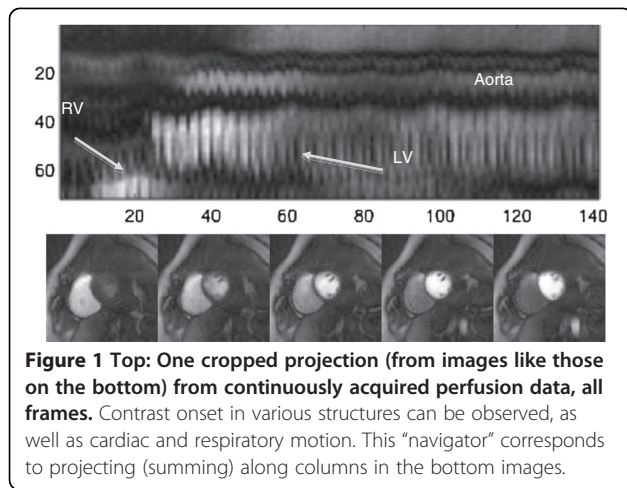 20
Aorta
RV
40
LV
60
20 40 60 80 100 120 140
Figure 1 Top: One cropped projection (from images like those
on the bottom) from continuously acquired perfusion data, all
frames. Contrast onset in various structures can be observed, as
well as cardiac and respiratory motion. This “navigator” corresponds
to projecting (summing) along columns in the bottom images.